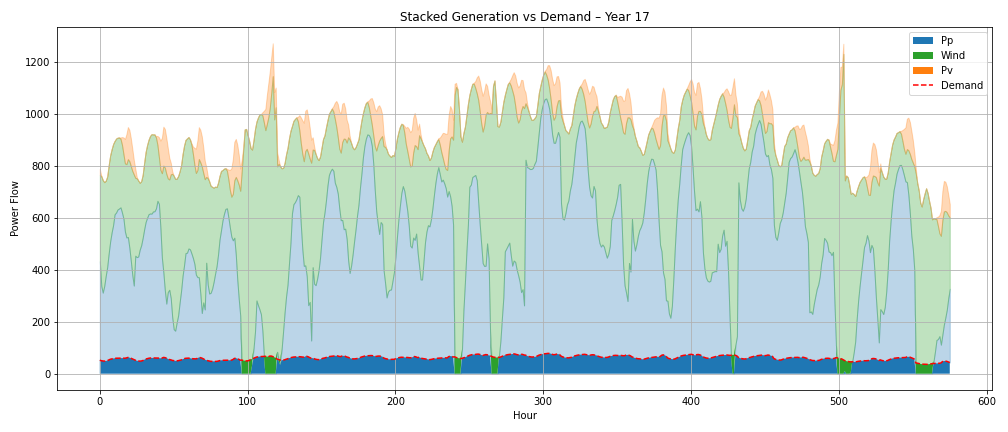 Stacked Generation vs Demand – Year 17
Power Flow
1200
1000
800
600
400
200
0
0 100 200 300 400 500 600
Hour
Pp
Wind
Pv
Demand